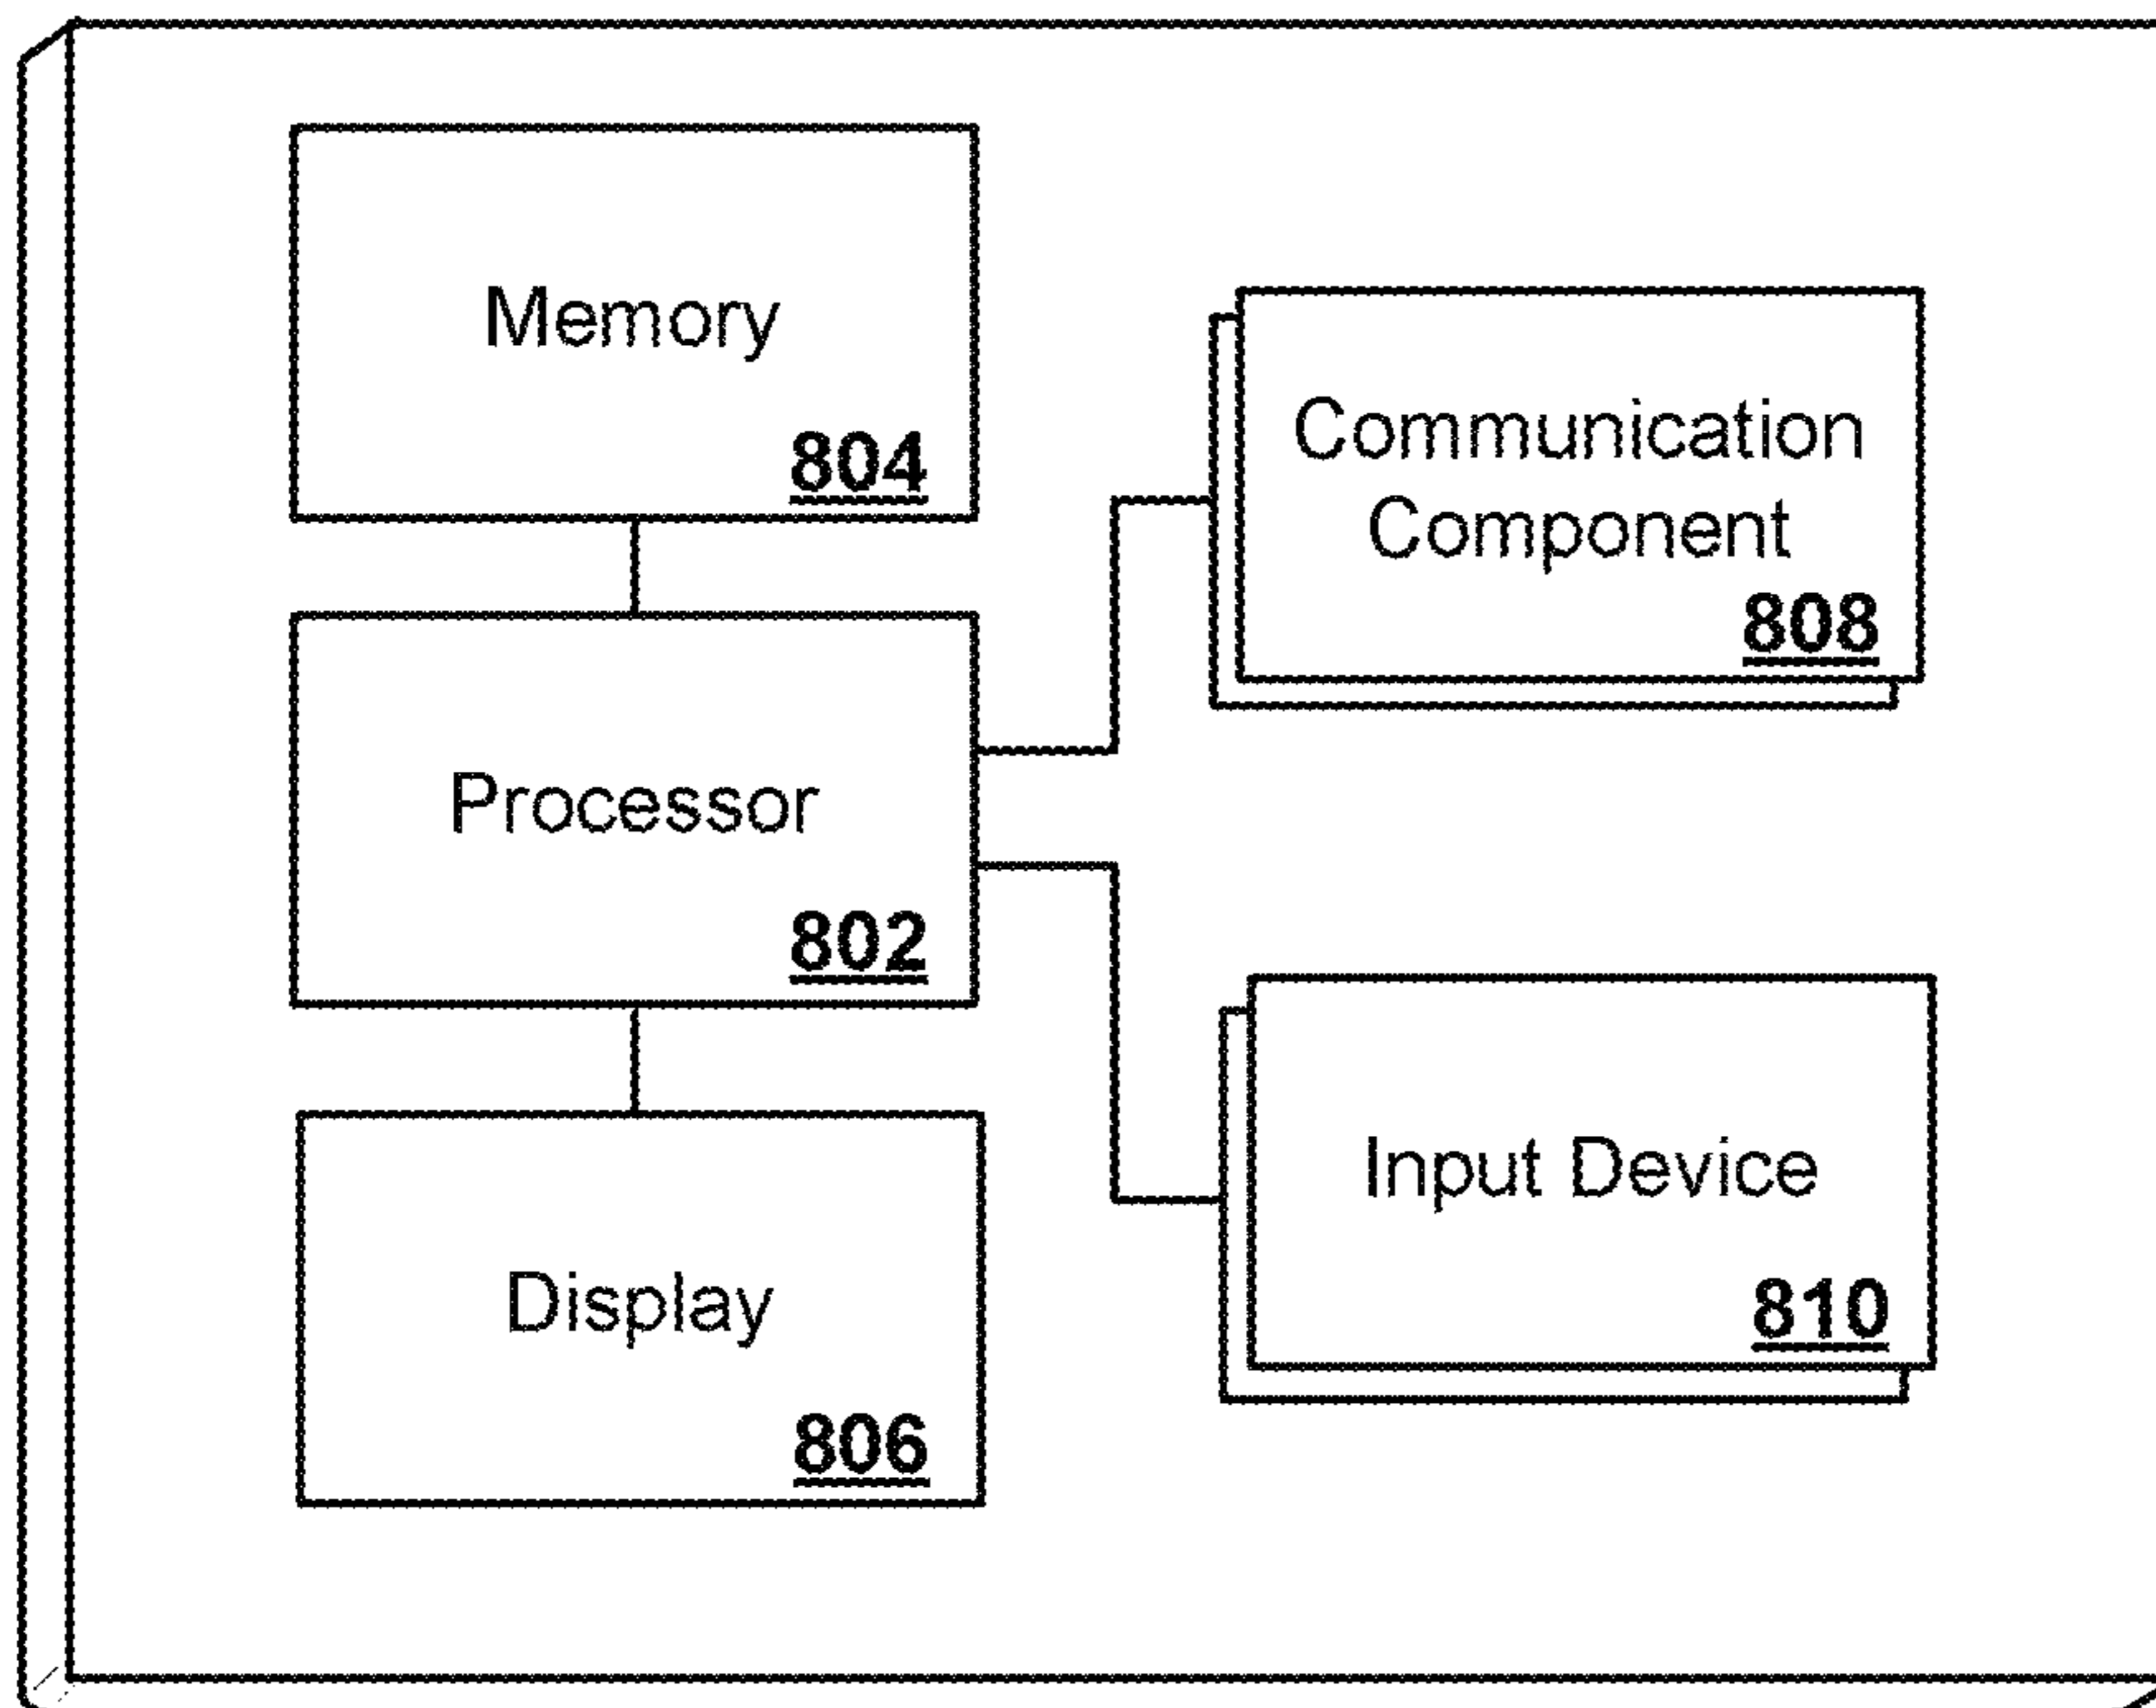 Memory
804
Communication
Component
808
Processor
802
Input Device
810
Display
806